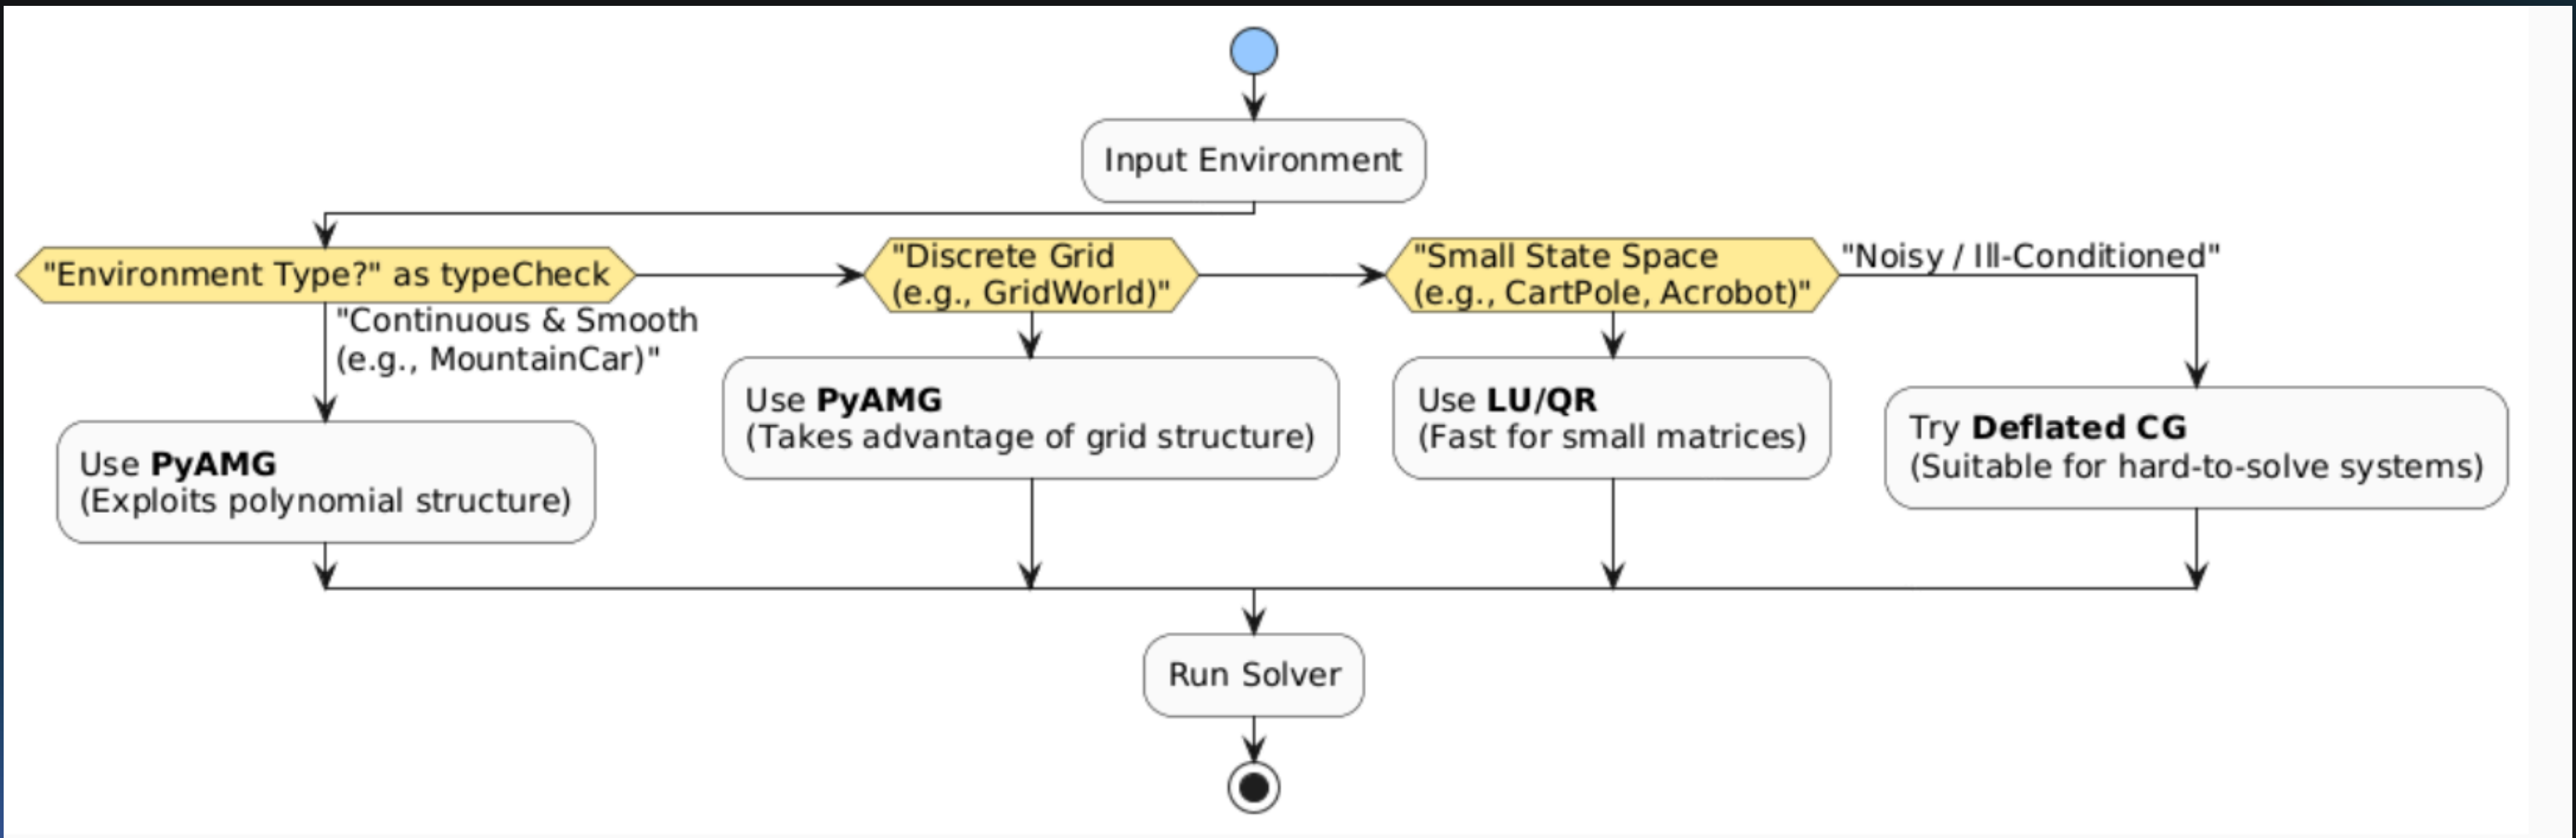 Input Environment
"Environment Type?" as typeCheck
"Continuous & Smooth
(e.g., MountainCar)"
Use PyAMG
(Exploits polynomial structure)
"Discrete Grid
(e.g., GridWorld)"
Use PyAMG
(Takes advantage of grid structure)
"Small State Space
(e.g., CartPole, Acrobot)"
Use LU/QR
(Fast for small matrices)
"Noisy / Ill-Conditioned"
Try Deflated CG
(Suitable for hard-to-solve systems)
Run Solver